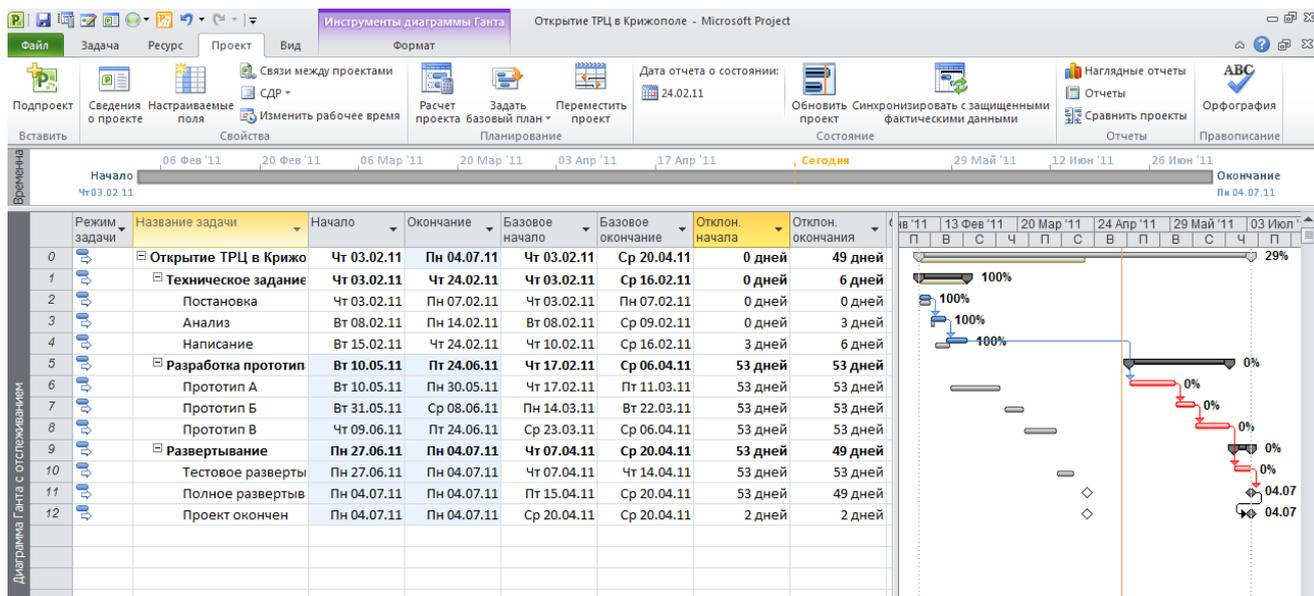 Инструменты диаграммы Ганта
Открытие ТРЦ в Крижополе - Microsoft Project
Файл Задача Ресурс Проект Вид Формат
Подпроект
Вставить
Сведения о проекте
Настраиваемые поля
Связи между проектами
СДР
Изменить рабочее время
Свойства
Расчет проекта
Задать базовый план
Переместить проект
Планирование
Дата отчета о состоянии:
24.02.11
Обновить проект
Синхронизировать с защищенными фактическими данными
Состояние
Наглядные отчеты
Отчеты
Сравнить проекты
Отчеты
ABC
Орфография
Правописание
Временна
06 Фев '11 20 Фев '11 06 Мар '11 20 Мар '11 03 Апр '11 17 Апр '11 Сегодня 29 Май '11 12 Июн '11 26 Июн '11
Начало
Чт 03.02.11
Окончание
Пн 04.07.11
Диаграмма Ганта с отслеживанием
Режим задачи Название задачи Начало Окончание Базовое начало Базовое окончание Отклон. начала Отклон. окончания
0 Открытие ТРЦ в Крижо Чт 03.02.11 Пн 04.07.11 Чт 03.02.11 Ср 20.04.11 0 дней 49 дней
1 Техническое задание Чт 03.02.11 Чт 24.02.11 Чт 03.02.11 Ср 16.02.11 0 дней 6 дней
2 Постановка Чт 03.02.11 Пн 07.02.11 Чт 03.02.11 Пн 07.02.11 0 дней 0 дней
3 Анализ Вт 08.02.11 Пн 14.02.11 Вт 08.02.11 Ср 09.02.11 0 дней 3 дней
4 Написание Вт 15.02.11 Чт 24.02.11 Чт 10.02.11 Ср 16.02.11 3 дней 6 дней
5 Разработка прототип Вт 10.05.11 Пт 24.06.11 Чт 17.02.11 Ср 06.04.11 53 дней 53 дней
6 Прототип А Вт 10.05.11 Пн 30.05.11 Чт 17.02.11 Пт 11.03.11 53 дней 53 дней
7 Прототип Б Вт 31.05.11 Ср 08.06.11 Пн 14.03.11 Вт 22.03.11 53 дней 53 дней
8 Прототип В Чт 09.06.11 Пт 24.06.11 Ср 23.03.11 Ср 06.04.11 53 дней 53 дней
9 Развертывание Пн 27.06.11 Пн 04.07.11 Чт 07.04.11 Ср 20.04.11 53 дней 49 дней
10 Тестовое разверты Пн 27.06.11 Пн 04.07.11 Чт 07.04.11 Чт 14.04.11 53 дней 53 дней
11 Полное развертыв Пн 04.07.11 Пн 04.07.11 Пт 15.04.11 Ср 20.04.11 53 дней 49 дней
12 Проект окончен Пн 04.07.11 Пн 04.07.11 Ср 20.04.11 Ср 20.04.11 2 дней 2 дней
нв '11 13 Фев '11 20 Мар '11 24 Апр '11 29 Май '11 03 Июл '
П В С Ч П С В П В С Ч П
29%
100%
100%
100%
100%
0%
0%
0%
0%
0%
0%
04.07
04.07